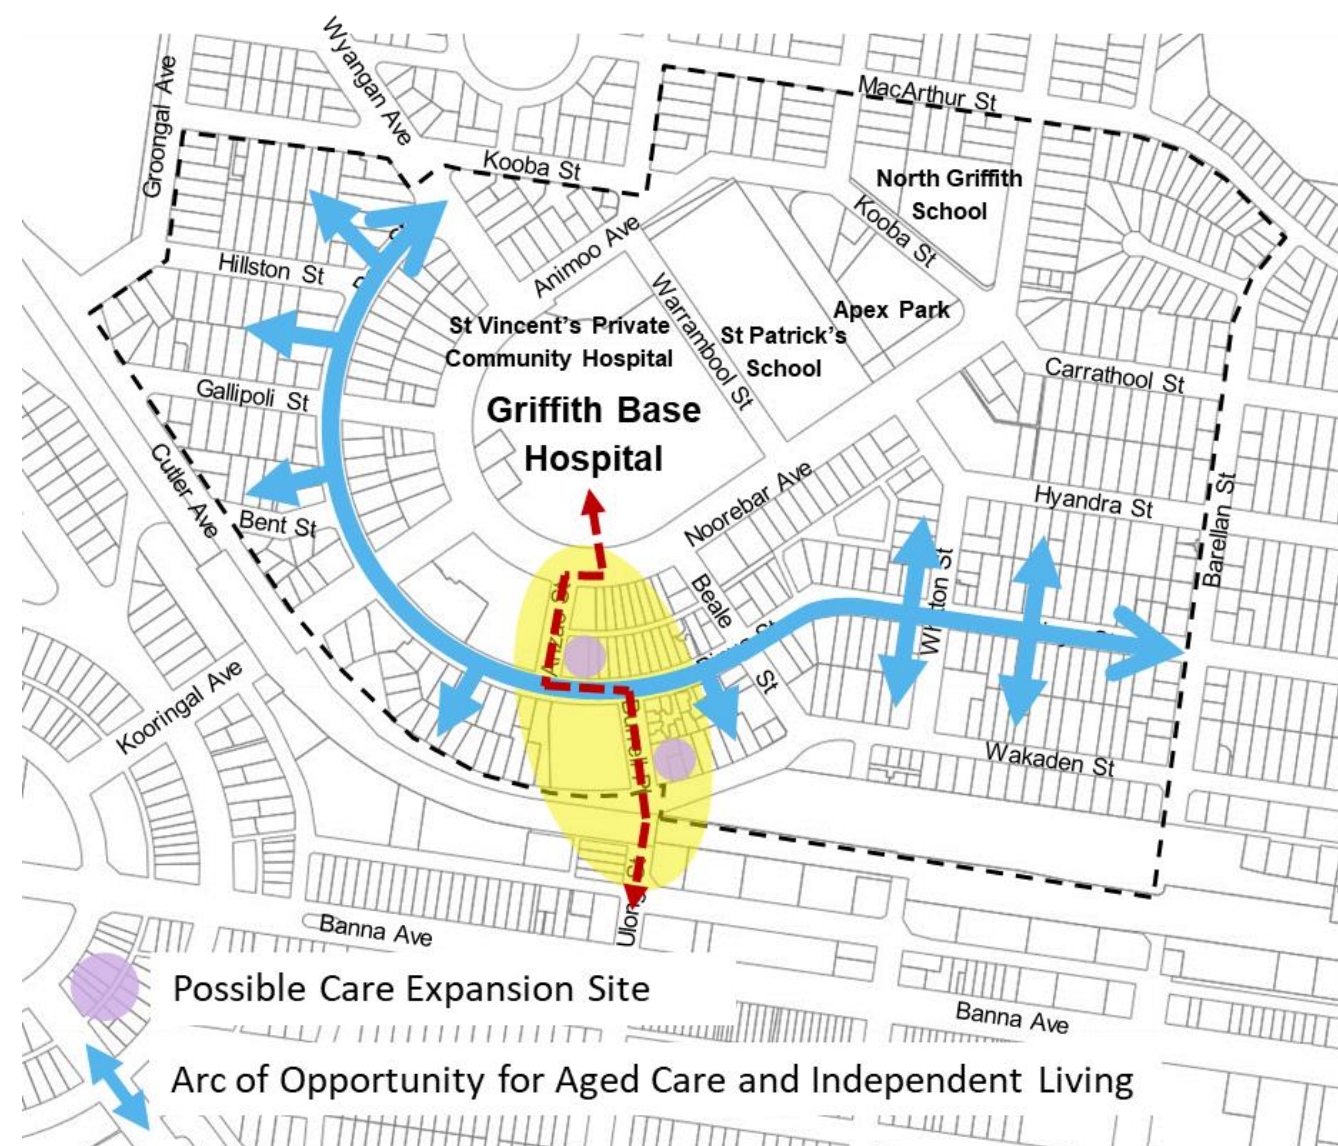 Wyangan Ave
Groongal Ave
MacArthur St
Kooba St
North Griffith
School
Kooba St
Animoo Ave
Hillston St
Warrambool St
Apex Park
St Vincent's Private
Community Hospital
St Patrick's
School
Carrathool St
Gallipoli St
Griffith Base
Hospital
Cutler Ave
Noorebar Ave
Hyandra St
Barellan St
Bent St
Anzac St
Beale
St
St
Kooringal Ave
Wakaden St
Banna Ave
Possible Care Expansion Site
Banna Ave
Arc of Opportunity for Aged Care and Independent Living